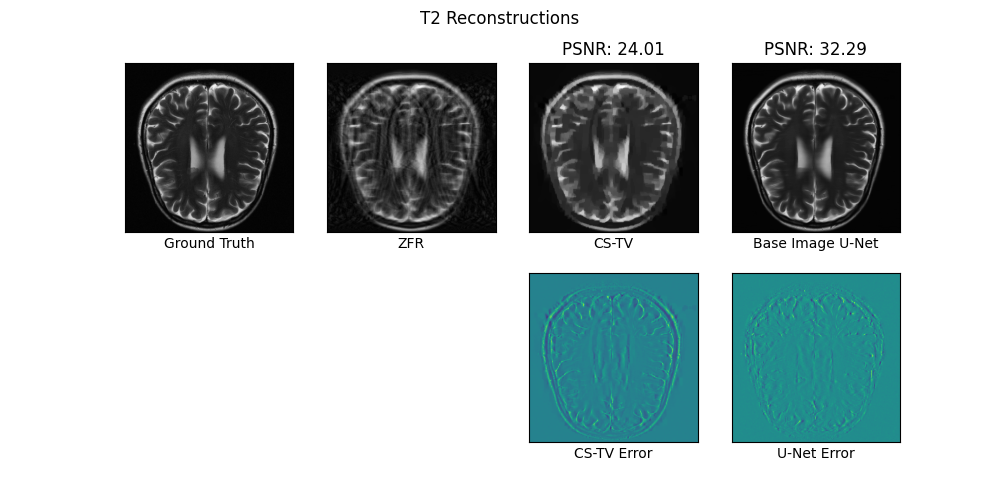 T2 Reconstructions
PSNR: 24.01
PSNR: 32.29
Ground Truth
ZFR
CS-TV
Base Image U-Net
CS-TV Error
U-Net Error